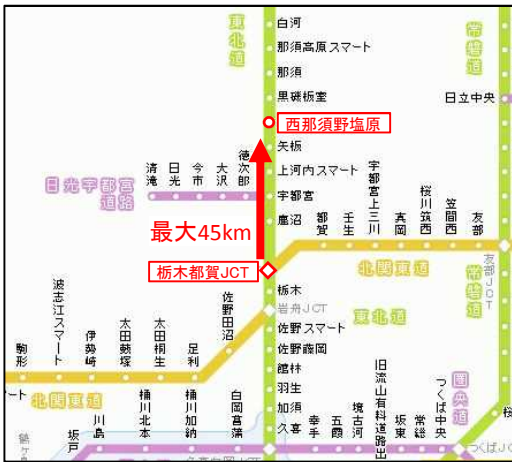 東北道
常磐道
白河
那須高原スマート
那須
黒磯板室
日立中央
西那須野塩原
矢板
上河内スマート
宇都宮
鹿沼
日光宇都宮
道路
清滝
日光
今市
大沢
徳次郎
最大45km
都賀
壬生
宇都宮上三川
真岡
桜川筑西
笠間西
友部
栃木都賀JCT
北関東道
友部JCT
常磐道
栃木
岩舟JCT
東北道
佐野スマート
佐野藤岡
館林
羽生
加須
久喜
駒形
波志江スマート
伊勢崎
太田藪塚
太田桐生
足利
佐野田沼
北関東道
坂戸
川島
桶川北本
桶川加納
白岡菖蒲
幸手
五霞
境古河
旧流山有料道路出
坂東
常総
つくば中央
圏央道
つくばJC
桜